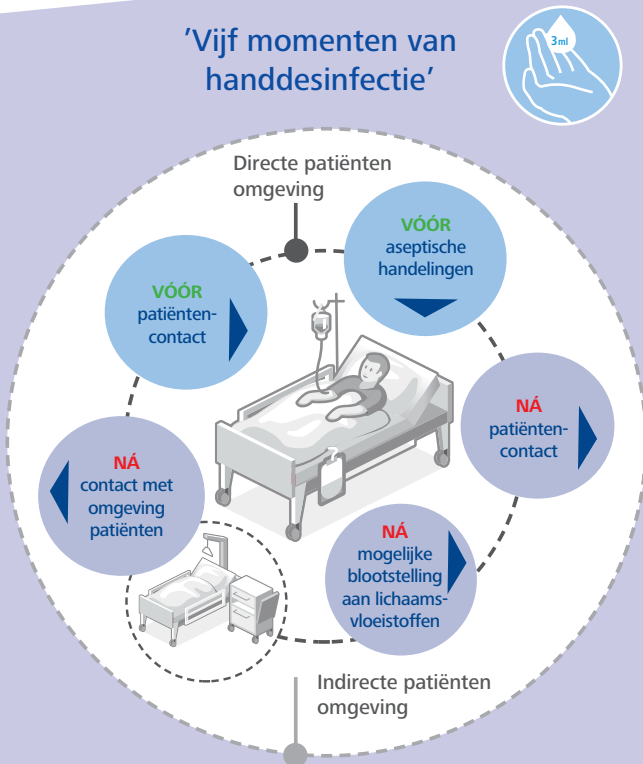 'Vijf momenten van
handdesinfectie'
3ml
Directe patiënten
omgeving
VÓÓR
aseptische
handelingen
VÓÓR
patiënten-
contact
NÁ
patiënten-
contact
NÁ
contact met
omgeving
patiënten
NÁ
mogelijke
blootstelling
aan lichaams-
vloeistoffen
Indirecte patiënten
omgeving